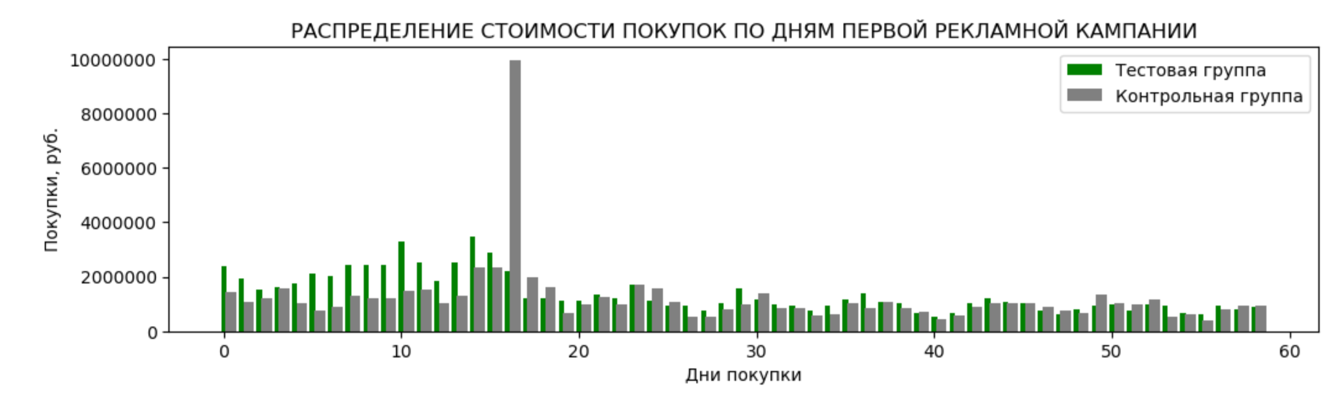 РАСПРЕДЕЛЕНИЕ СТОИМОСТИ ПОКУПОК ПО ДНЯМ ПЕРВОЙ РЕКЛАМНОЙ КАМПАНИИ
Тестовая группа
Контрольная группа
Покупки, руб.
10000000
8000000
6000000
4000000
2000000
0
0 10 20 30 40 50 60
Дни покупки